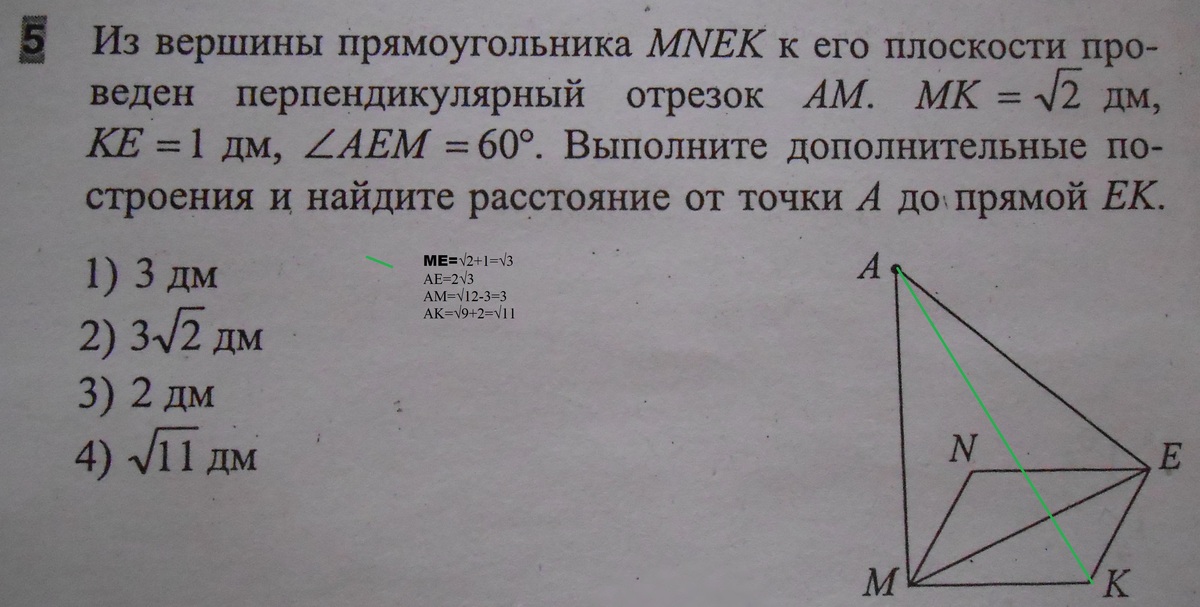 5 Из вершины прямоугольника MNEK к его плоскости про-
веден перпендикулярный отрезок AM. MK = √2 дм,
KE = 1 дм, ∠AEM = 60°. Выполните дополнительные по-
строения и найдите расстояние от точки A до прямой EK.
1) 3 дм
2) 3√2 дм
3) 2 дм
4) √11 дм
ME=√2+1=√3
AE=2√3
AM=√12-3=3
AK=√9+2=√11
A
N
E
M
K